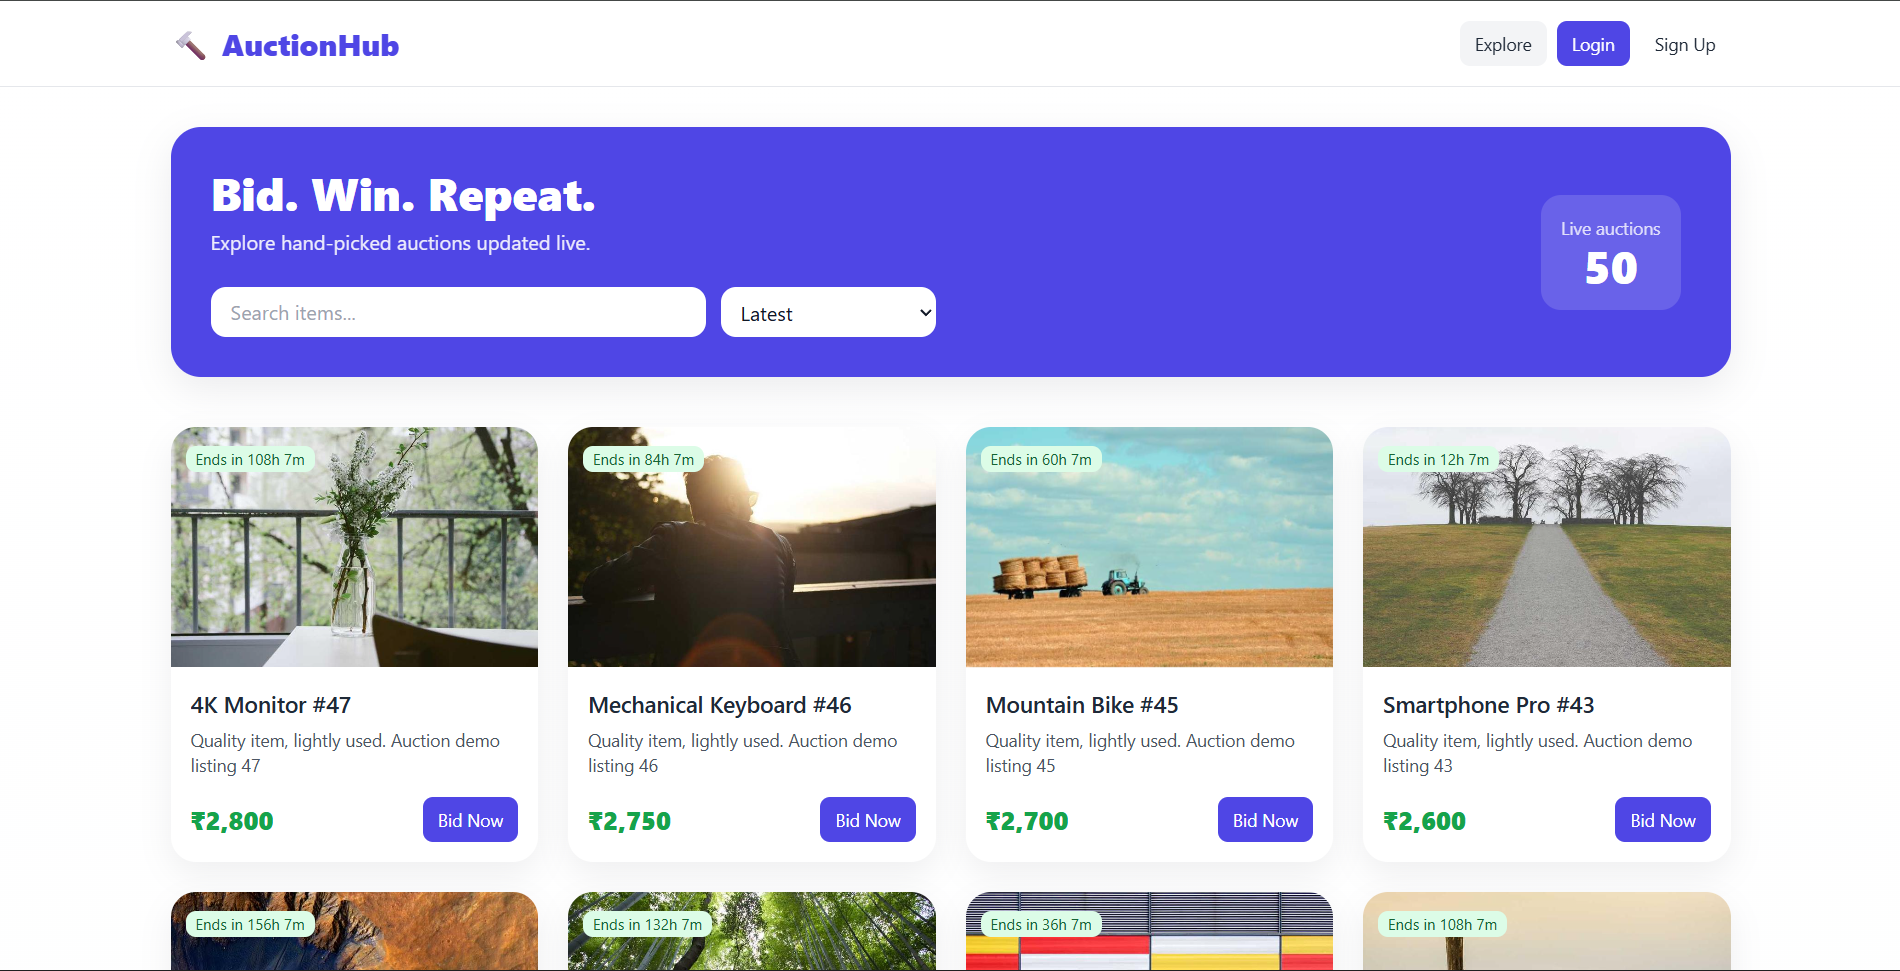 AuctionHub
Explore
Login
Sign Up
Bid. Win. Repeat.
Explore hand-picked auctions updated live.
Search items...
Latest
Live auctions
50
Ends in 108h 7m
4K Monitor #47
Quality item, lightly used. Auction demo
listing 47
₹2,800
Bid Now
Ends in 84h 7m
Mechanical Keyboard #46
Quality item, lightly used. Auction demo
listing 46
₹2,750
Bid Now
Ends in 60h 7m
Mountain Bike #45
Quality item, lightly used. Auction demo
listing 45
₹2,700
Bid Now
Ends in 12h 7m
Smartphone Pro #43
Quality item, lightly used. Auction demo
listing 43
₹2,600
Bid Now
Ends in 156h 7m
Ends in 132h 7m
Ends in 36h 7m
Ends in 108h 7m